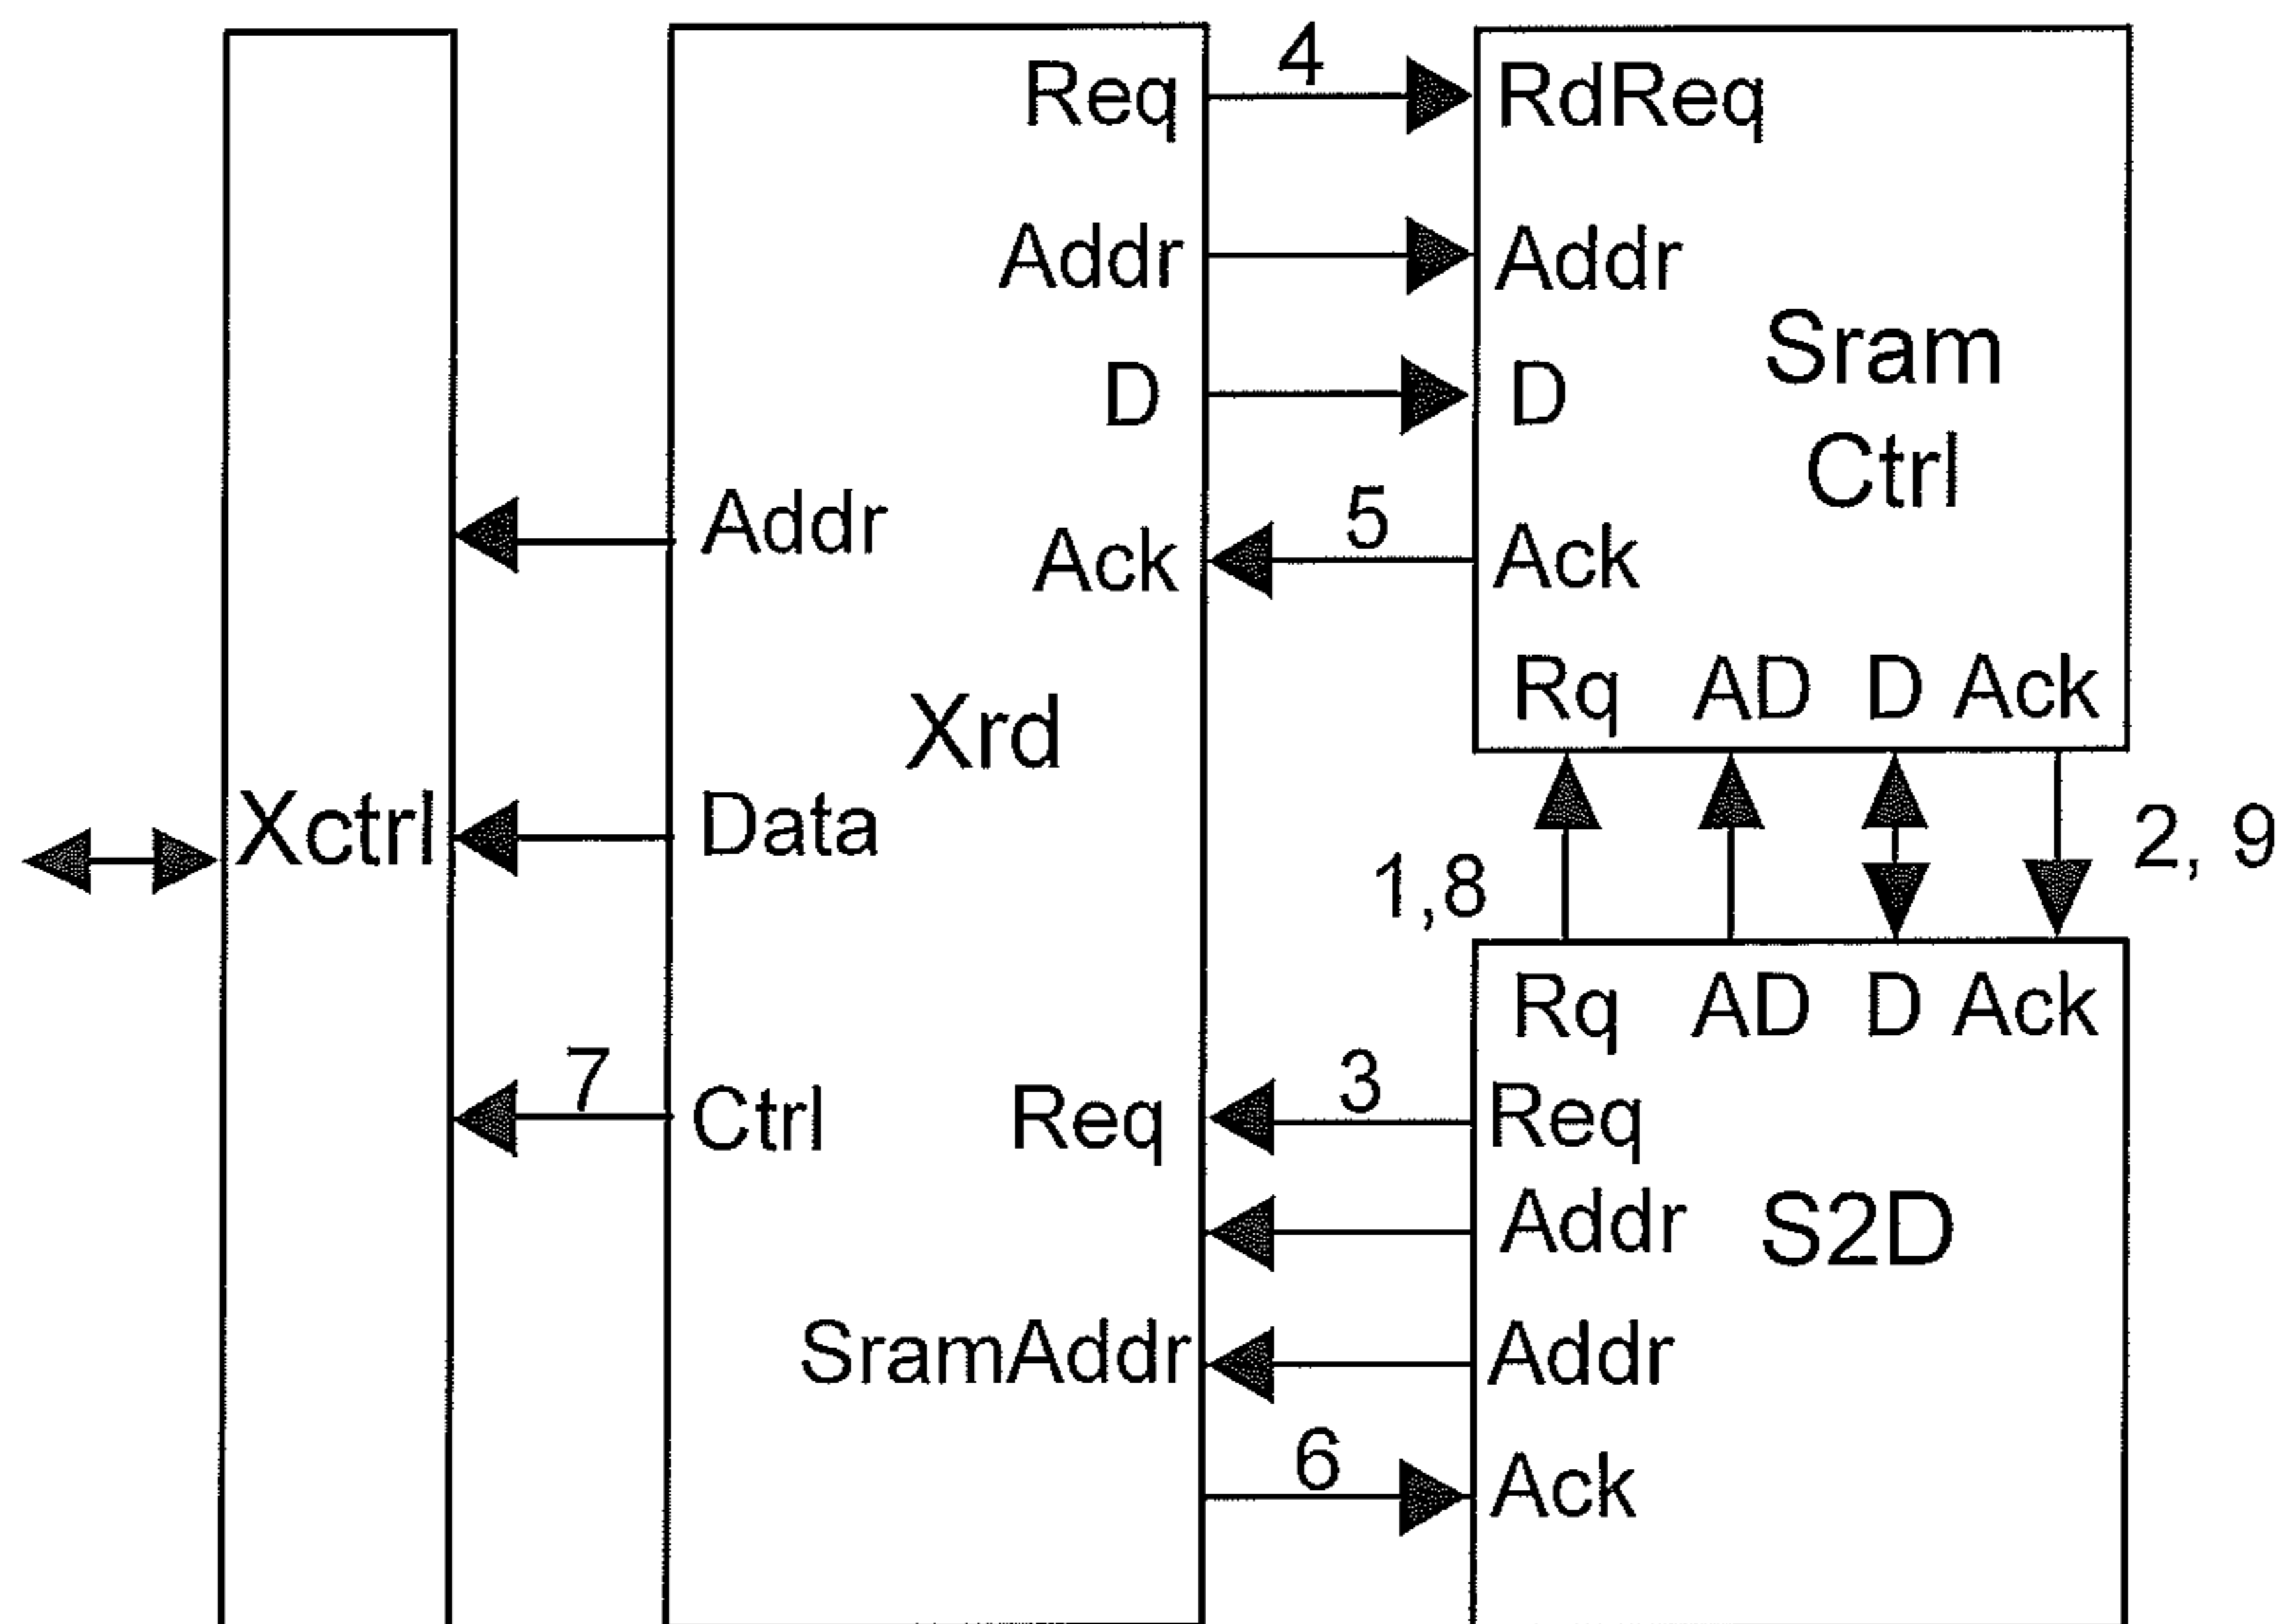 Req 4 RdReq
Addr Addr
D D
Sram
Ctrl
Addr
Ack 5 Ack
Rq AD D Ack
Xrd
Xctrl
Data
1,8
2, 9
Rq AD D Ack
7
Ctrl
Req 3 Req
Addr
S2D
SramAddr Addr
6
Ack